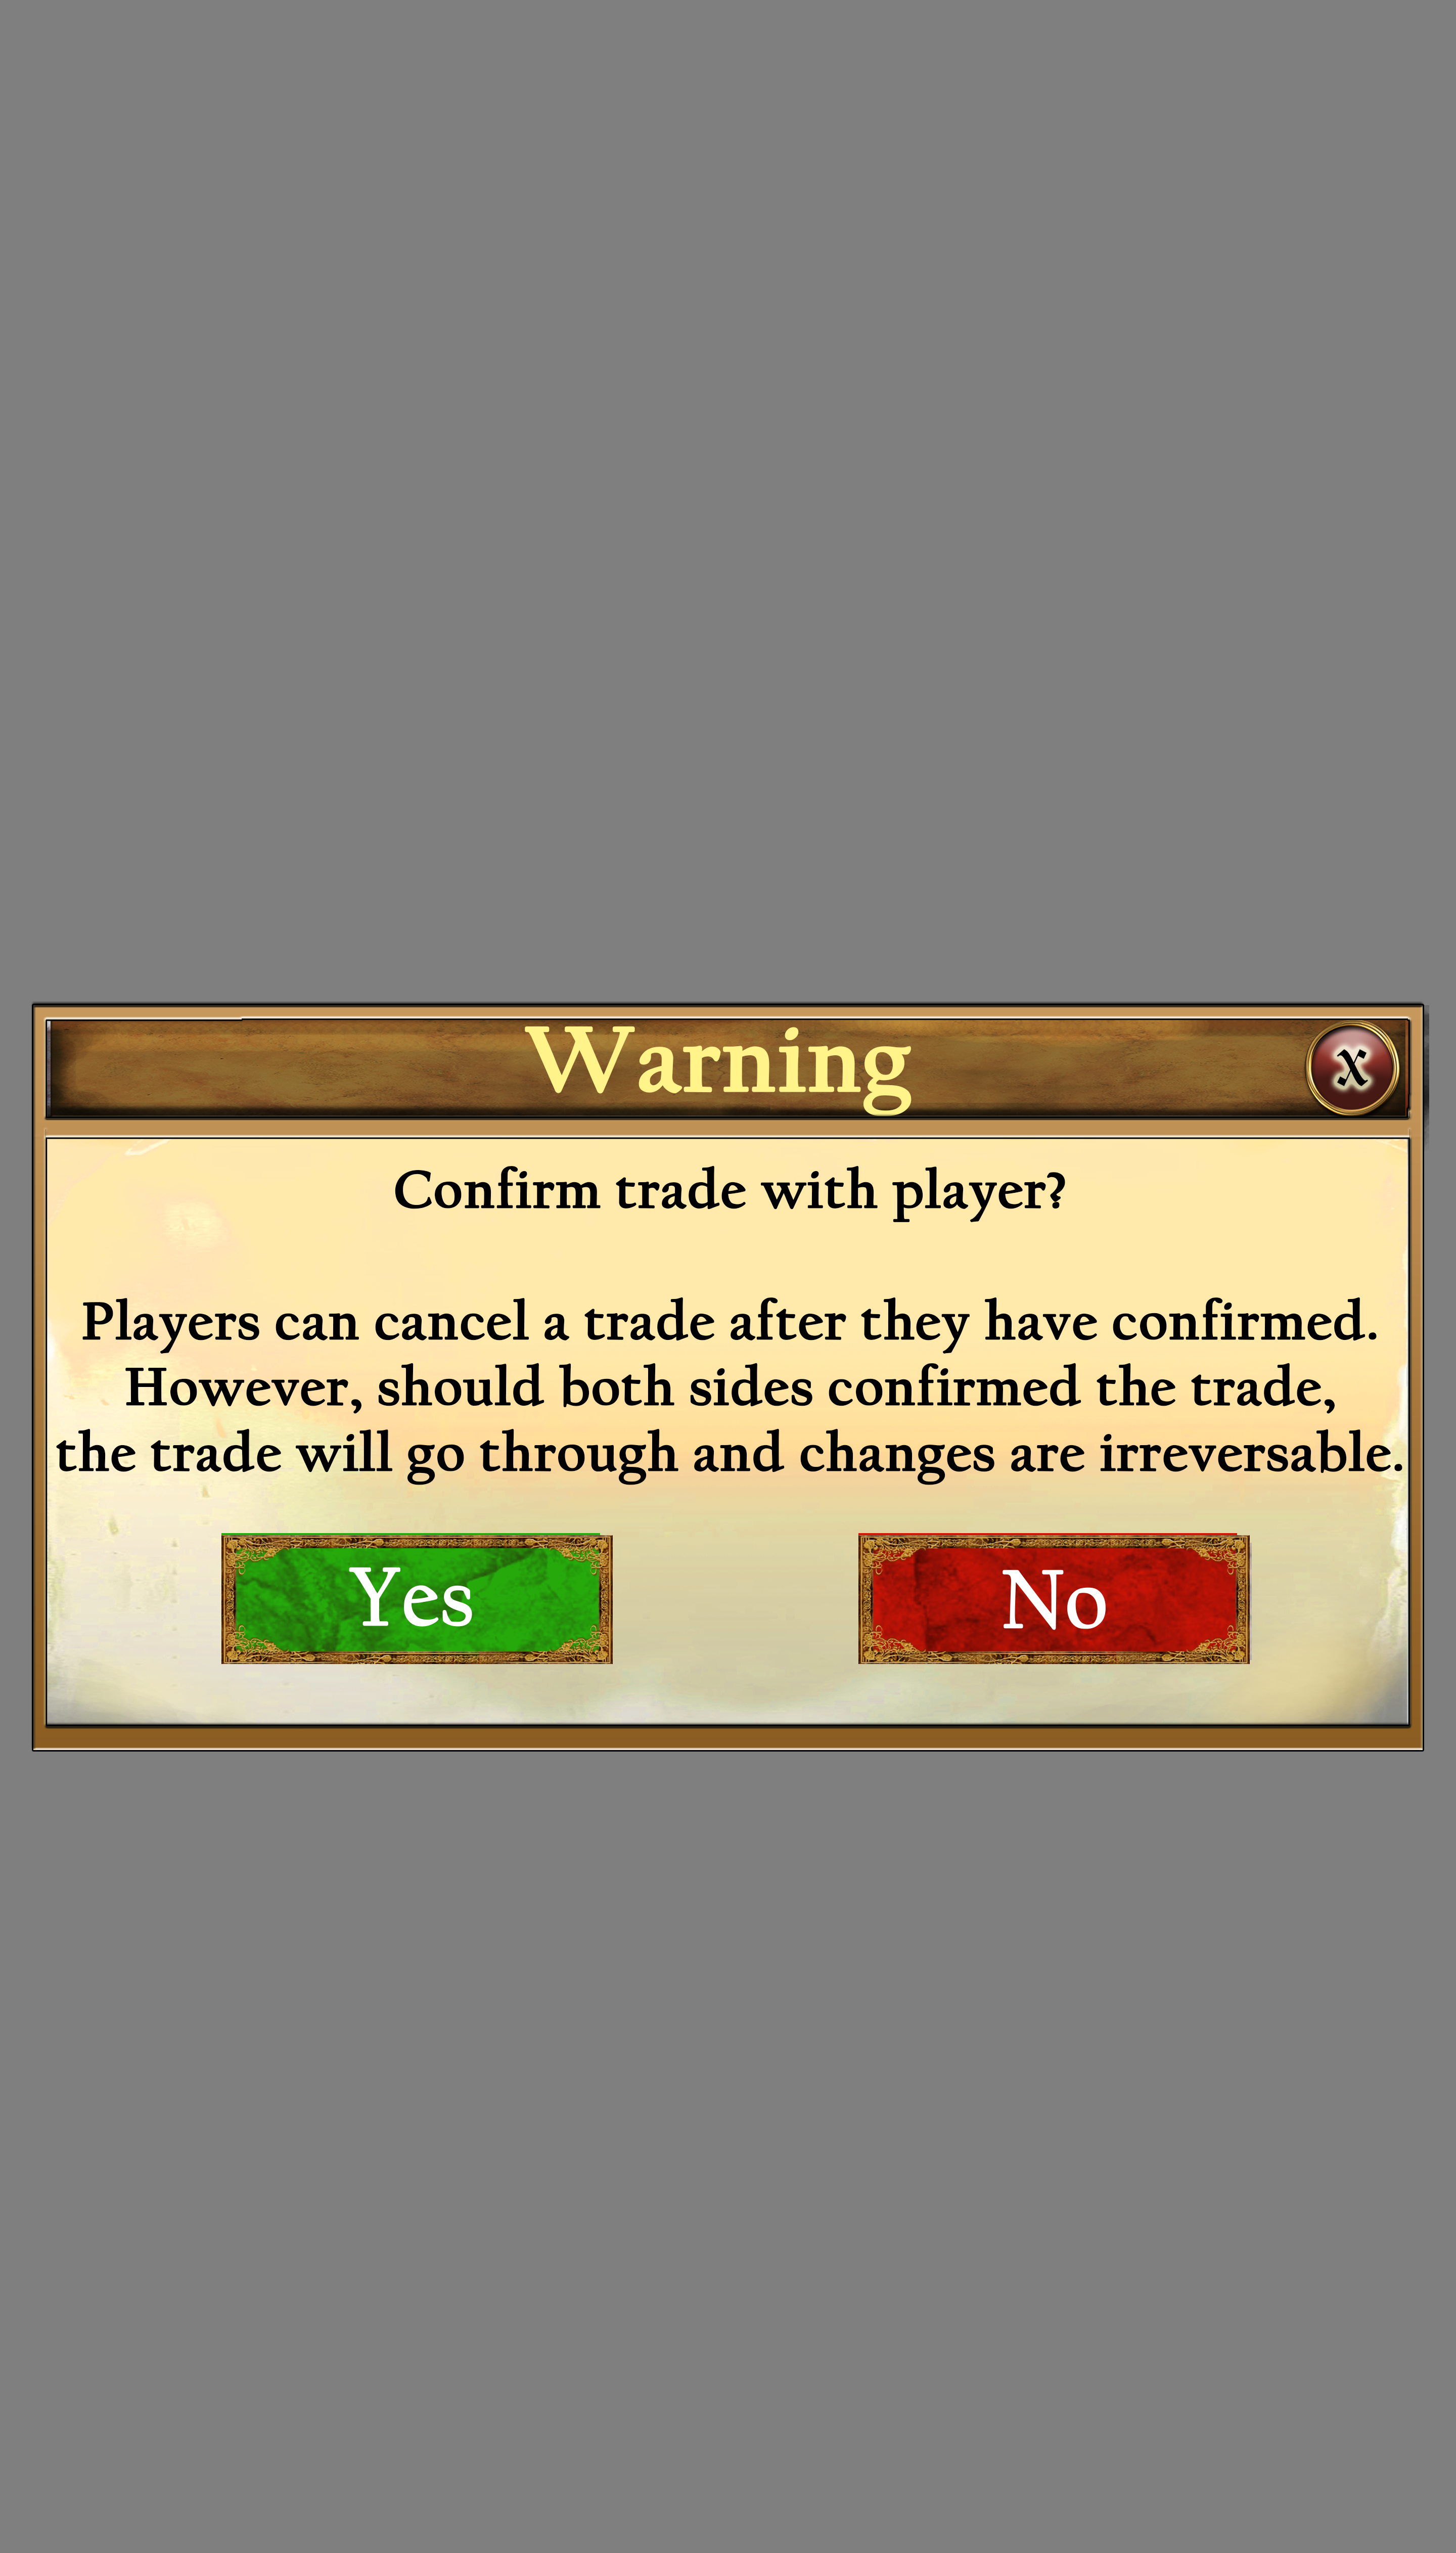 Warning
X
Confirm trade with player?
Players can cancel a trade after they have confirmed.
However, should both sides confirmed the trade,
the trade will go through and changes are irreversable.
Yes
No